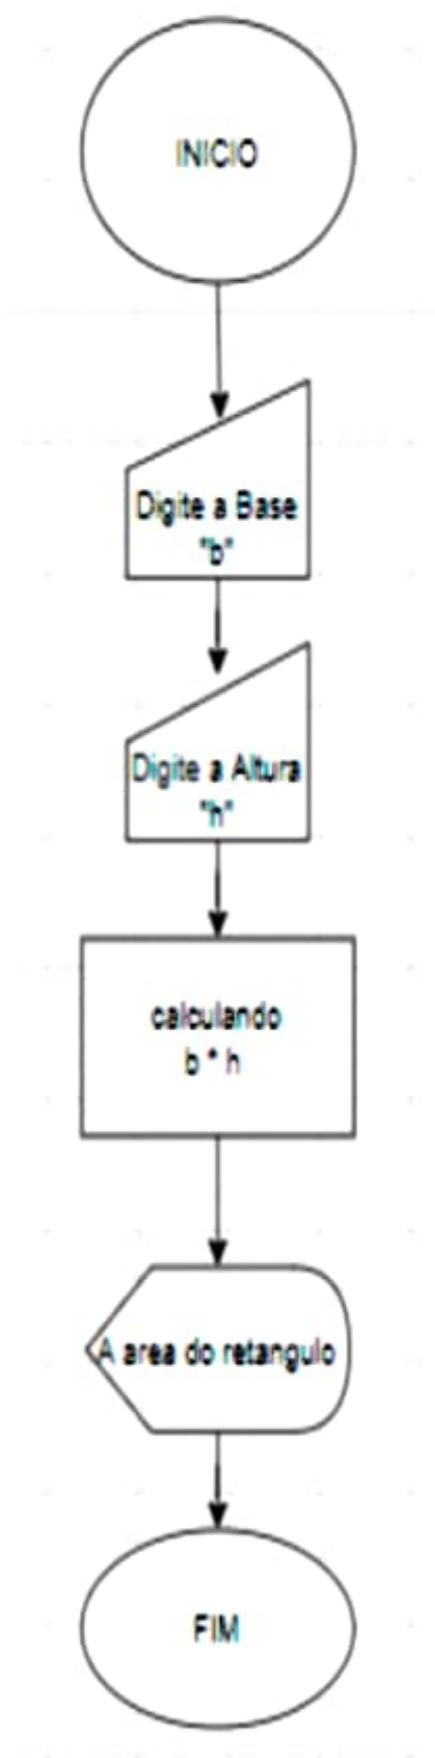 INICIO
Digite a Base
"b"
Digite a Altura
"h"
calculando
b * h
A area do retangulo
FIM